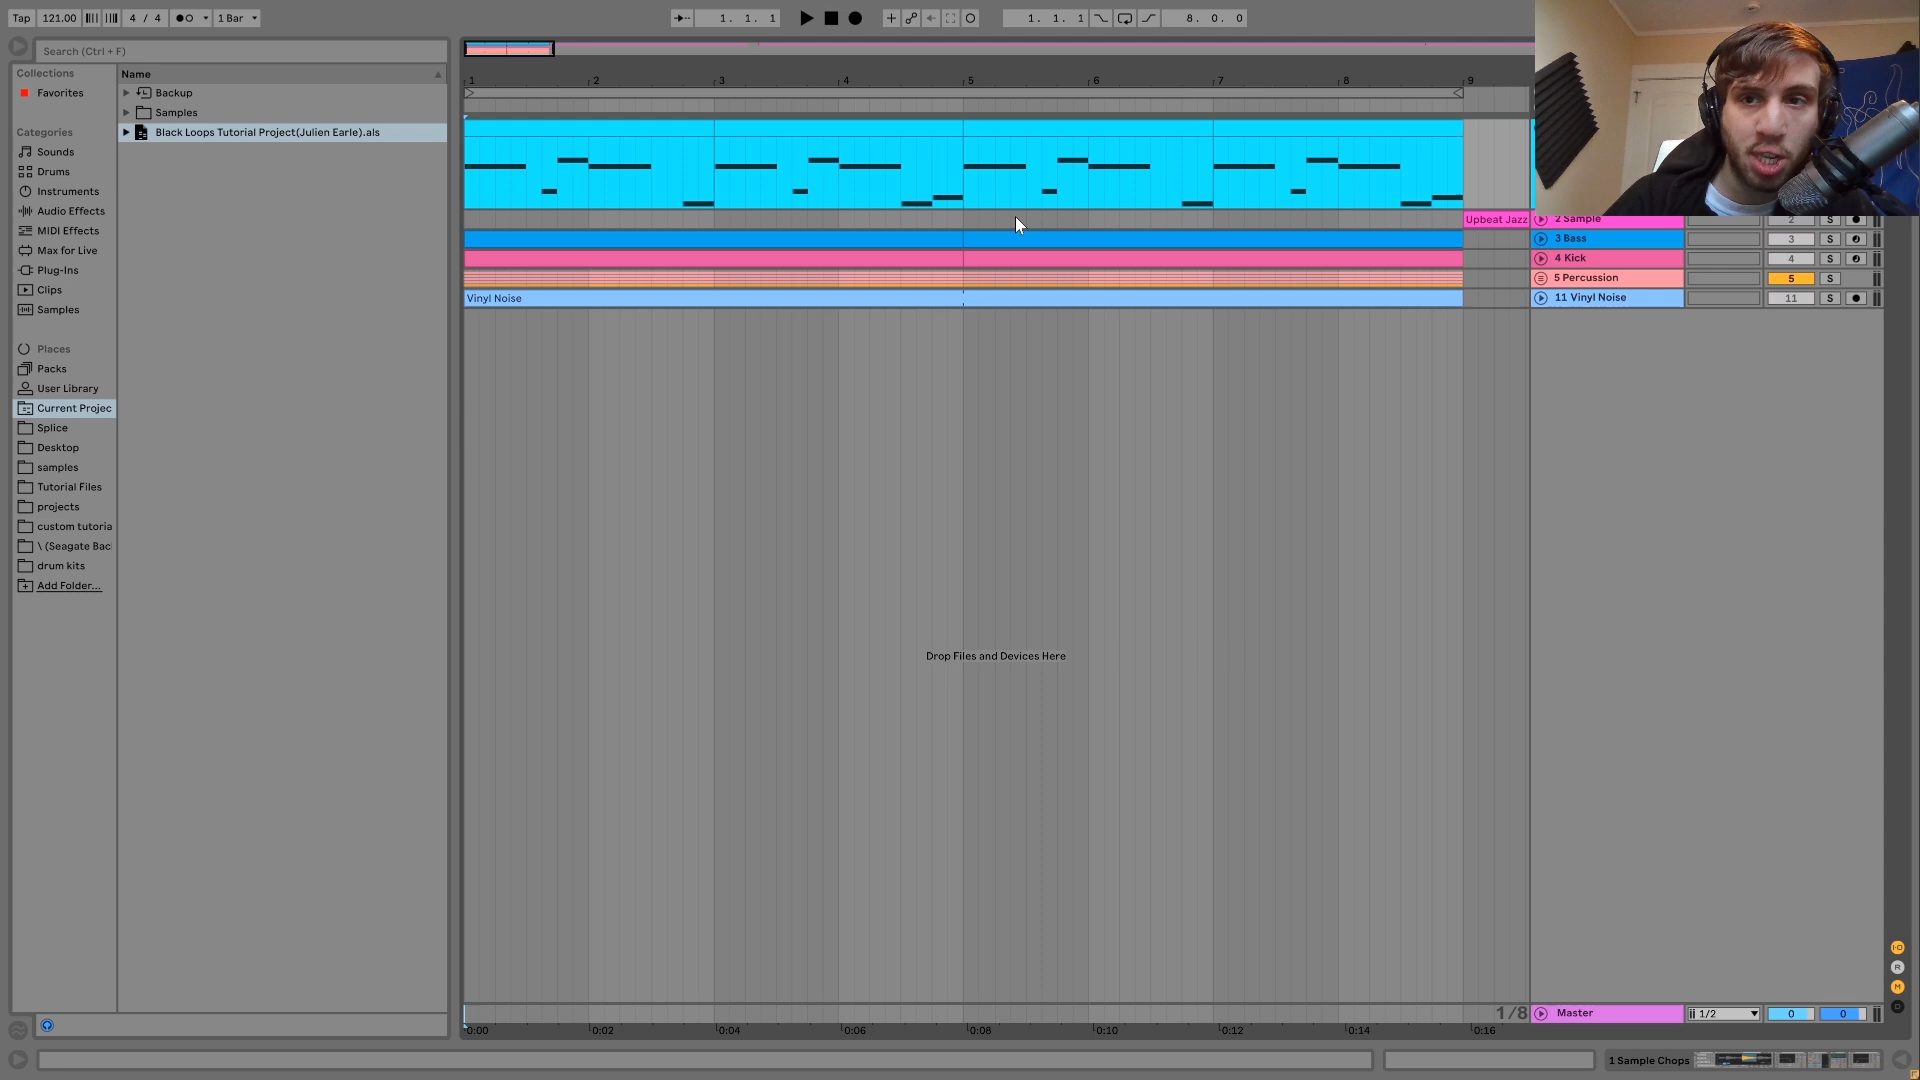 Tap 121.00 4 / 4 1 Bar 1. 1. 1 1. 1. 1 8. 0. 0
Search (Ctrl + F)
Collections
Favorites
Categories
Sounds
Drums
Instruments
Audio Effects
MIDI Effects
Max for Live
Plug-Ins
Clips
Samples
Places
Packs
User Library
Current Projec
Splice
Desktop
samples
Tutorial Files
projects
custom tutoria
\ (Seagate Bac
drum kits
Add Folder...
Name
Backup
Samples
Black Loops Tutorial Project(Julien Earle).als
1 2 3 4 5 6 7 8 9
Upbeat Jazz
Vinyl Noise
Drop Files and Devices Here
2 Sample 2 S
3 Bass 3 S
4 Kick 4 S
5 Percussion 5 S
11 Vinyl Noise 11 S
1/8
Master 1/2 0 0
0:00 0:02 0:04 0:06 0:08 0:10 0:12 0:14 0:16
I·O
R
M
D
1 Sample Chops